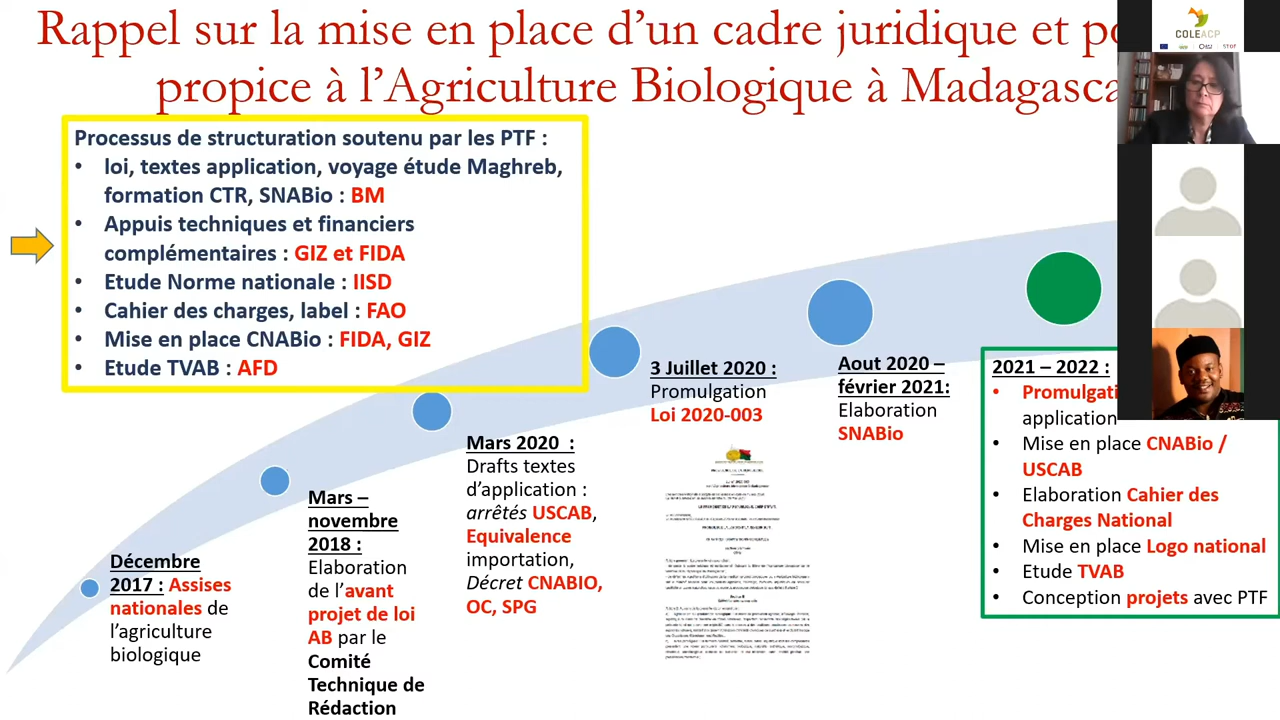 Rappel sur la mise en place d’un cadre juridique et po
propice à l’Agriculture Biologique à Madagasca
COLEACP
Processus de structuration soutenu par les PTF :
• loi, textes application, voyage étude Maghreb,
formation CTR, SNABio : BM
• Appuis techniques et financiers
complémentaires : GIZ et FIDA
• Etude Norme nationale : IISD
• Cahier des charges, label : FAO
• Mise en place CNABio : FIDA, GIZ
• Etude TVAB : AFD
Décembre
2017 : Assises
nationales de
l’agriculture
biologique
Mars –
novembre
2018 :
Elaboration
de l’avant
projet de loi
AB par le
Comité
Technique de
Rédaction
Mars 2020 :
Drafts textes
d’application :
arrêtés USCAB,
Equivalence
importation,
Décret CNABIO,
OC, SPG
3 Juillet 2020 :
Promulgation
Loi 2020-003
Aout 2020 –
février 2021:
Elaboration
SNABio
2021 – 2022 :
• Promulgati
application
• Mise en place CNABio /
USCAB
• Elaboration Cahier des
Charges National
• Mise en place Logo national
• Etude TVAB
• Conception projets avec PTF